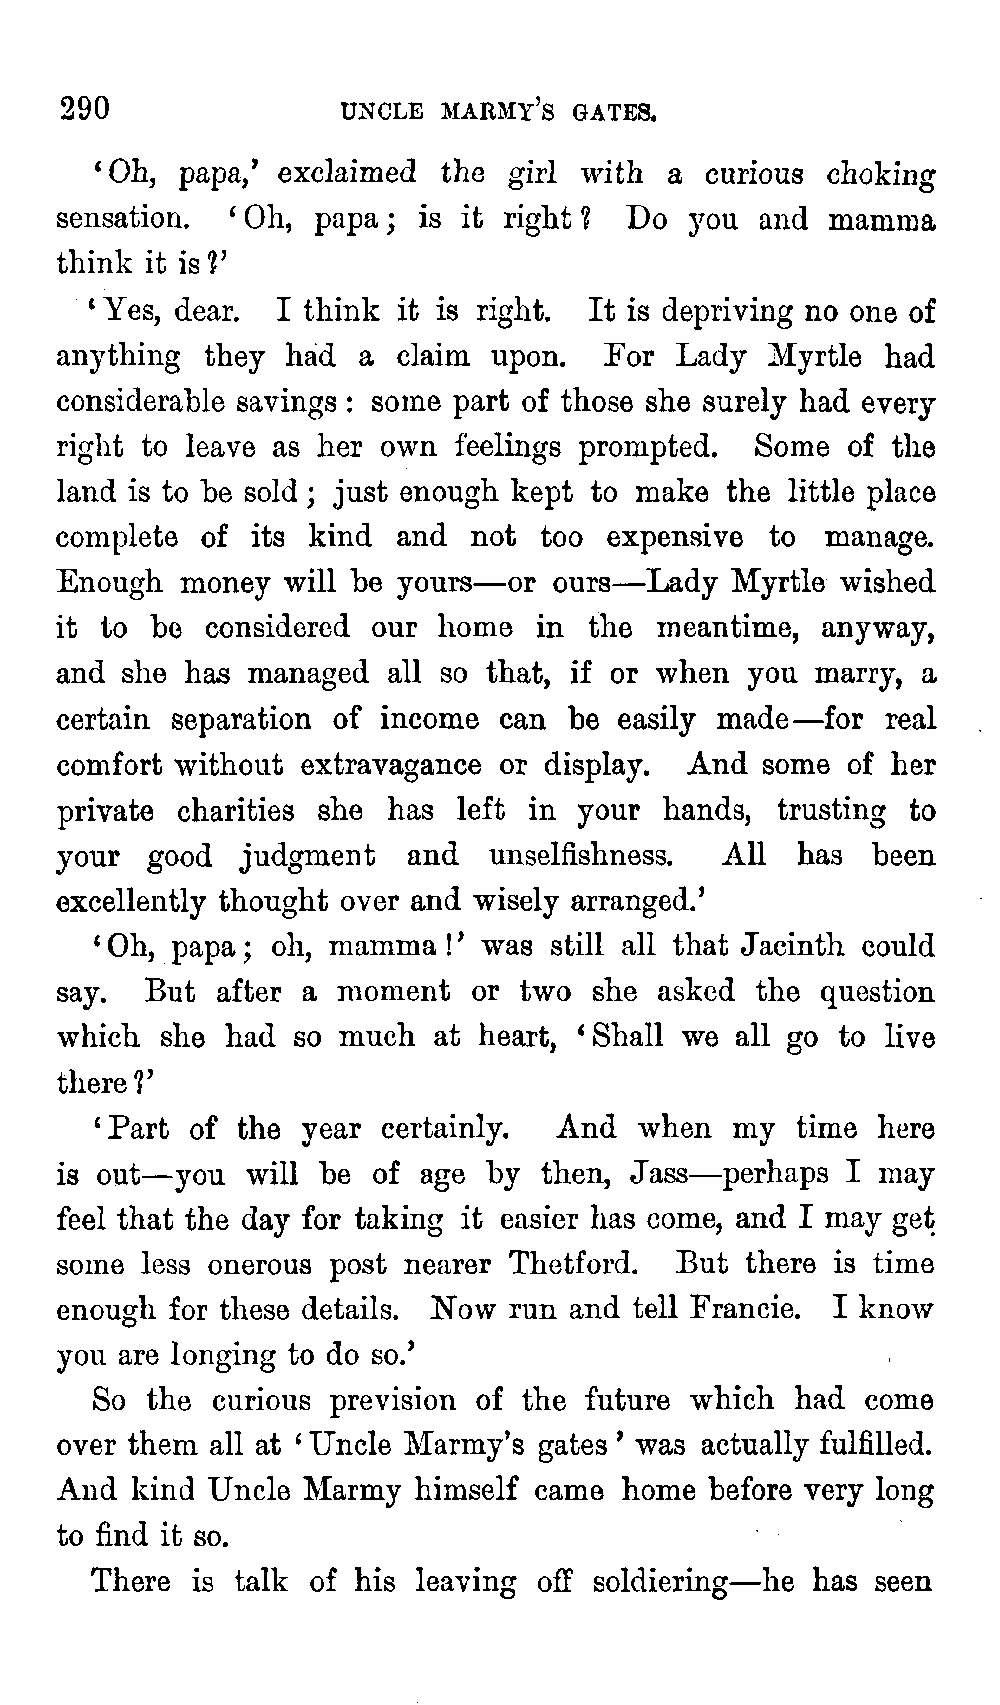 290 UNCLE MARMY'S GATES.
'Oh, papa,' exclaimed the girl with a curious choking
sensation. 'Oh, papa; is it right? Do you and mamma
think it is?'
'Yes, dear. I think it is right. It is depriving no one of
anything they had a claim upon. For Lady Myrtle had
considerable savings: some part of those she surely had every
right to leave as her own feelings prompted. Some of the
land is to be sold; just enough kept to make the little place
complete of its kind and not too expensive to manage.
Enough money will be yours—or ours—Lady Myrtle wished
it to be considered our home in the meantime, anyway,
and she has managed all so that, if or when you marry, a
certain separation of income can be easily made—for real
comfort without extravagance or display. And some of her
private charities she has left in your hands, trusting to
your good judgment and unselfishness. All has been
excellently thought over and wisely arranged.'
'Oh, papa; oh, mamma!' was still all that Jacinth could
say. But after a moment or two she asked the question
which she had so much at heart, 'Shall we all go to live
there?'
'Part of the year certainly. And when my time here
is out—you will be of age by then, Jass—perhaps I may
feel that the day for taking it easier has come, and I may get
some less onerous post nearer Thetford. But there is time
enough for these details. Now run and tell Francie. I know
you are longing to do so.'
So the curious prevision of the future which had come
over them all at 'Uncle Marmy's gates' was actually fulfilled.
And kind Uncle Marmy himself came home before very long
to find it so.
There is talk of his leaving off soldiering—he has seen